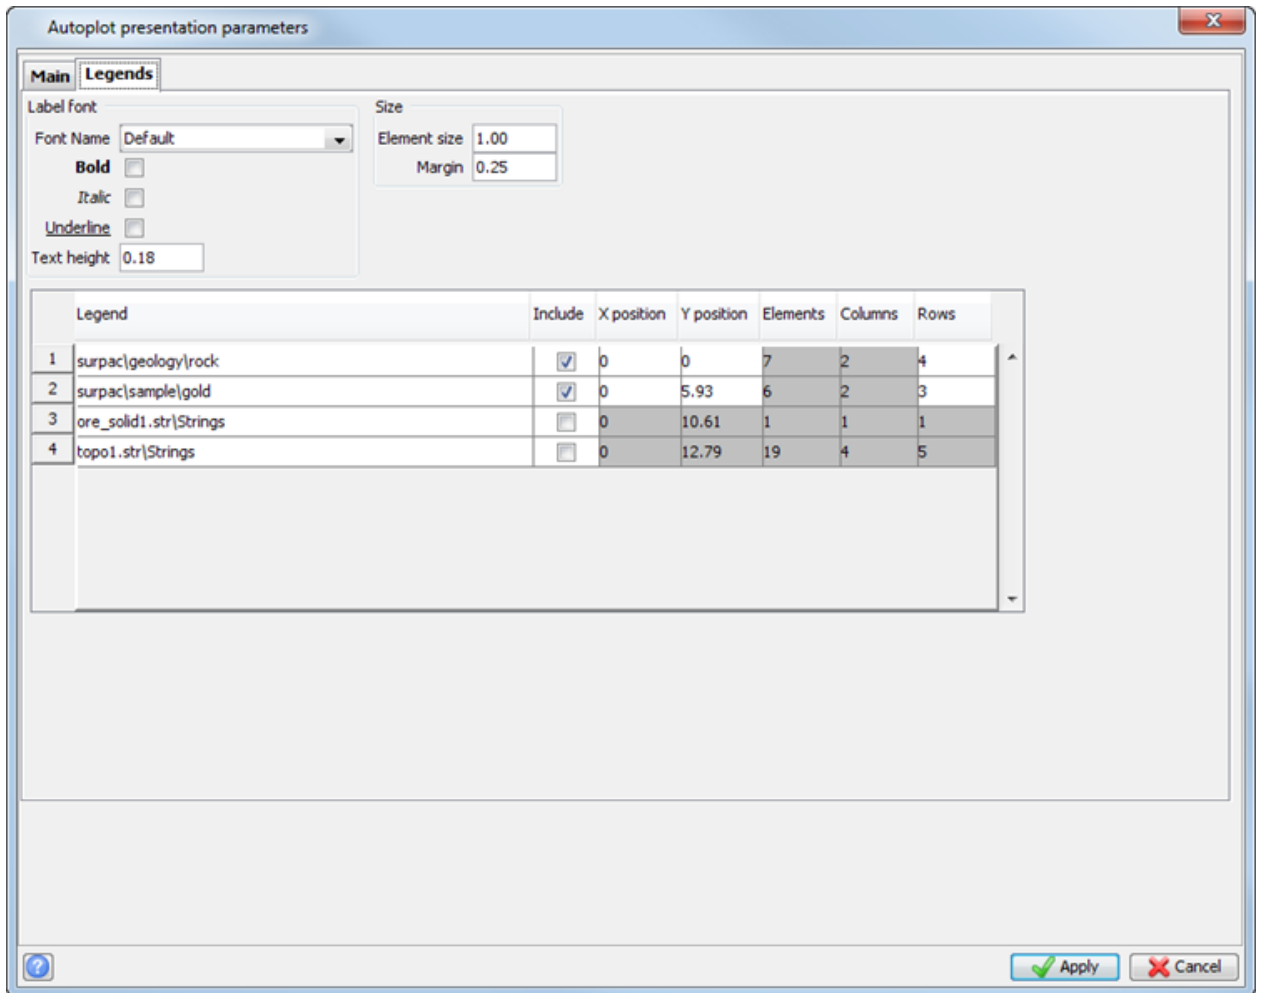 Autoplot presentation parameters
Main Legends
Label font
Font Name Default
Bold
Italic
Underline
Text height 0.18
Size
Element size 1.00
Margin 0.25
Legend Include X position Y position Elements Columns Rows
1 surpac\geology\rock 0 0 7 2 4
2 surpac\sample\gold 0 5.93 6 2 3
3 ore_solid1.str\Strings 0 10.61 1 1 1
4 topo1.str\Strings 0 12.79 19 4 5
? Apply Cancel